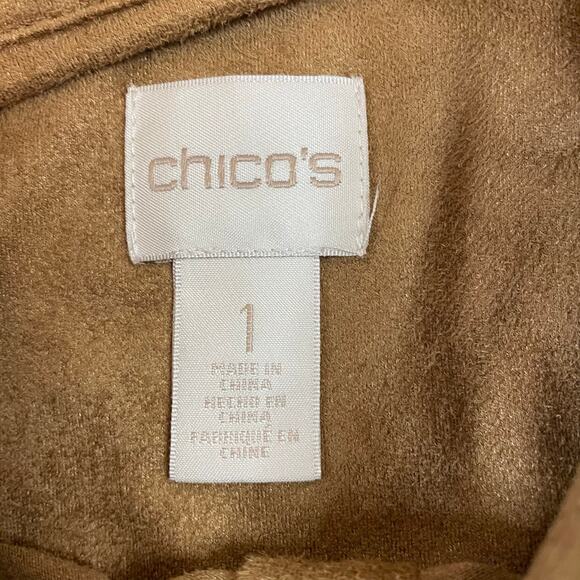 chico's
1
MADE IN
CHINA
HECHO EN
CHINA
FABRIQUÉ EN
CHINE